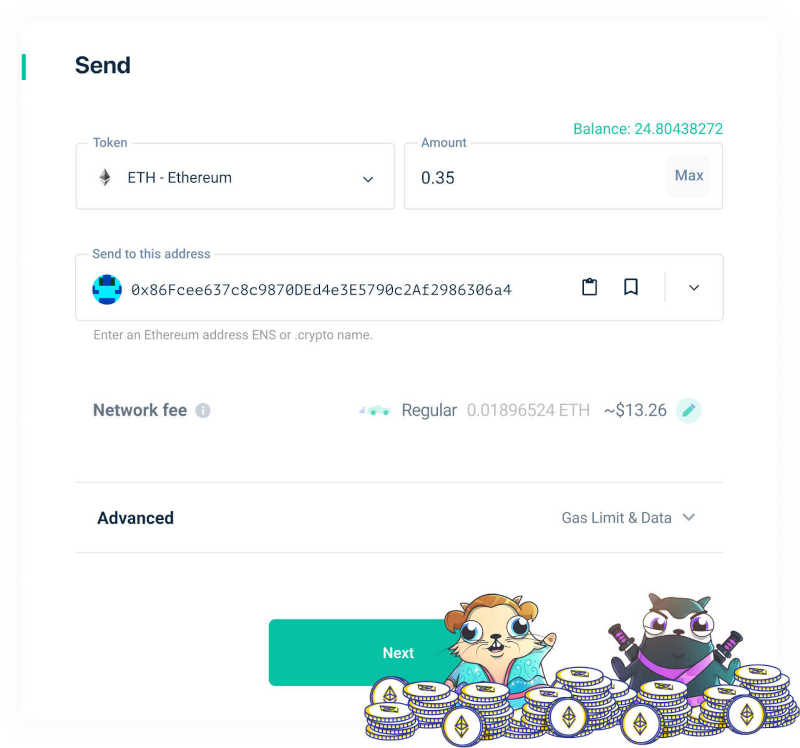 Send
Balance: 24.80438272
Token
Amount
ETH - Ethereum
0.35
Max
Send to this address
0x86Fcee637c8c9870DEd4e3E5790c2Af2986306a4
Enter an Ethereum address ENS or .crypto name.
Network fee
Regular 0.01896524 ETH ~$13.26
Advanced
Gas Limit & Data
Next